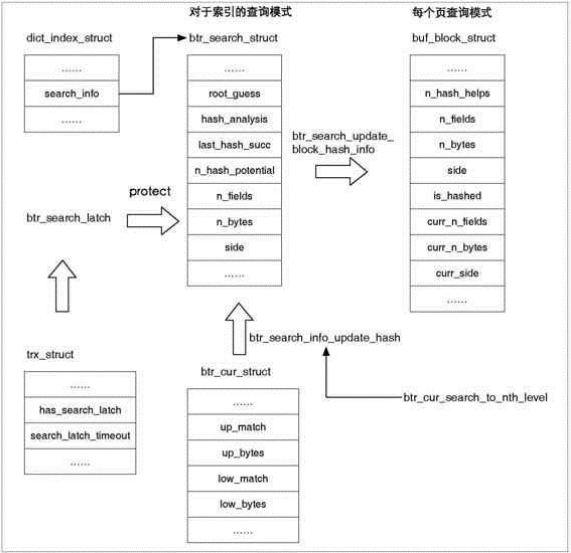 对于索引的查询模式
每个页查询模式
dict_index_struct
btr_search_struct
buf_block_struct
……
search_info
……
……
root_guess
hash_analysis
last_hash_succ
n_hash_potential
n_fields
n_bytes
side
……
btr_search_update_
block_hash_info
……
n_hash_helps
n_fields
n_bytes
side
is_hashed
curr_n_fields
curr_n_bytes
curr_side
……
protect
btr_search_latch
btr_search_info_update_hash
trx_struct
……
has_search_latch
search_latch_timeout
……
btr_cur_struct
……
up_match
up_bytes
low_match
low_bytes
……
btr_cur_search_to_nth_level